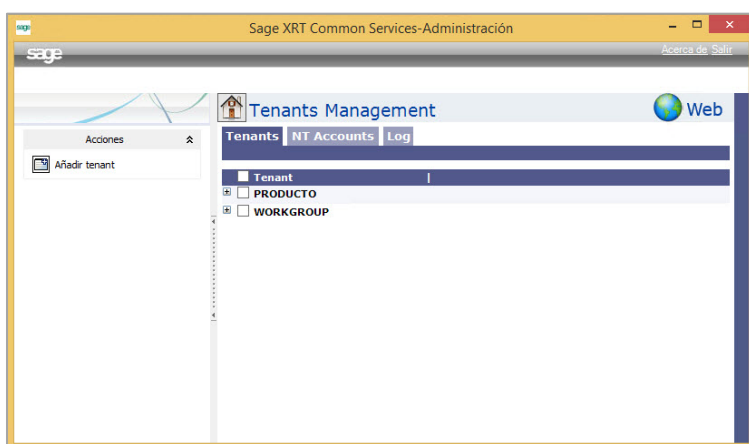 sage
Sage XRT Common Services-Administración
sage
Acerca de Salir
Tenants Management
Web
Acciones
Tenants NT Accounts Log
Añadir tenant
Tenant
PRODUCTO
WORKGROUP